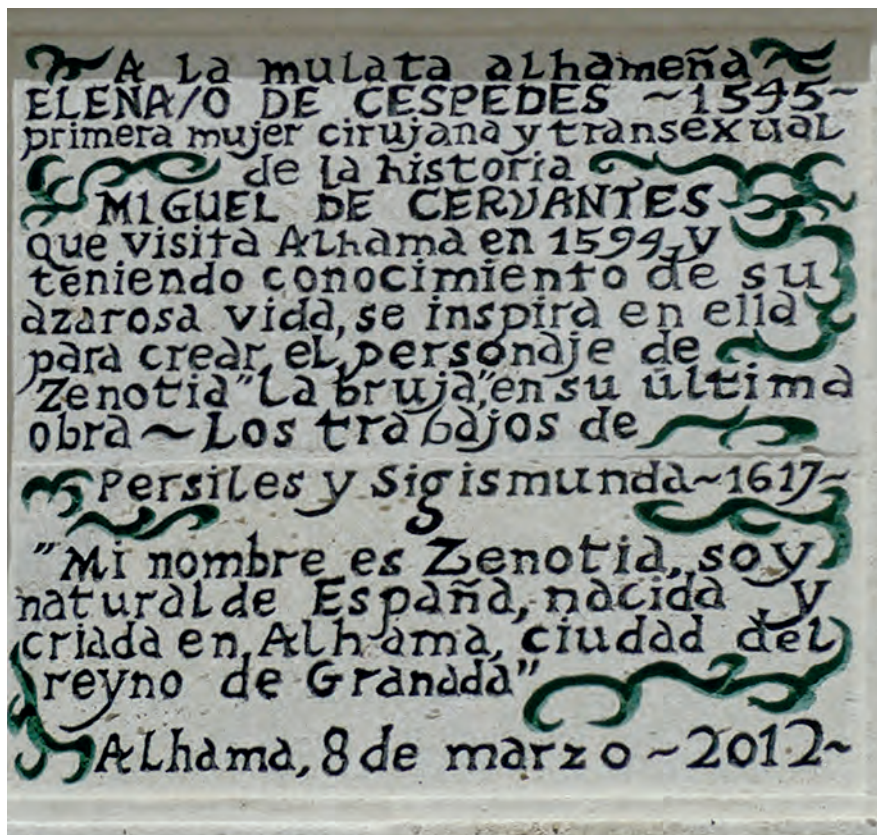 A la mulata alhameña
ELENA/O DE CESPEDES ~1545~
primera mujer cirujana y transexual
de la historia
MIGUEL DE CERVANTES
que visita Alhama en 1594, y
teniendo conocimiento de su
azarosa vida, se inspira en ella
para crear el personaje de
Zenotia "La bruja", en su última
obra ~ Los trabajos de
Persiles y Sigismunda ~1617~
"Mi nombre es Zenotia, soy
natural de España, nacida y
criada en Alhama, ciudad del
reyno de Granada"
Alhama, 8 de marzo ~2012~